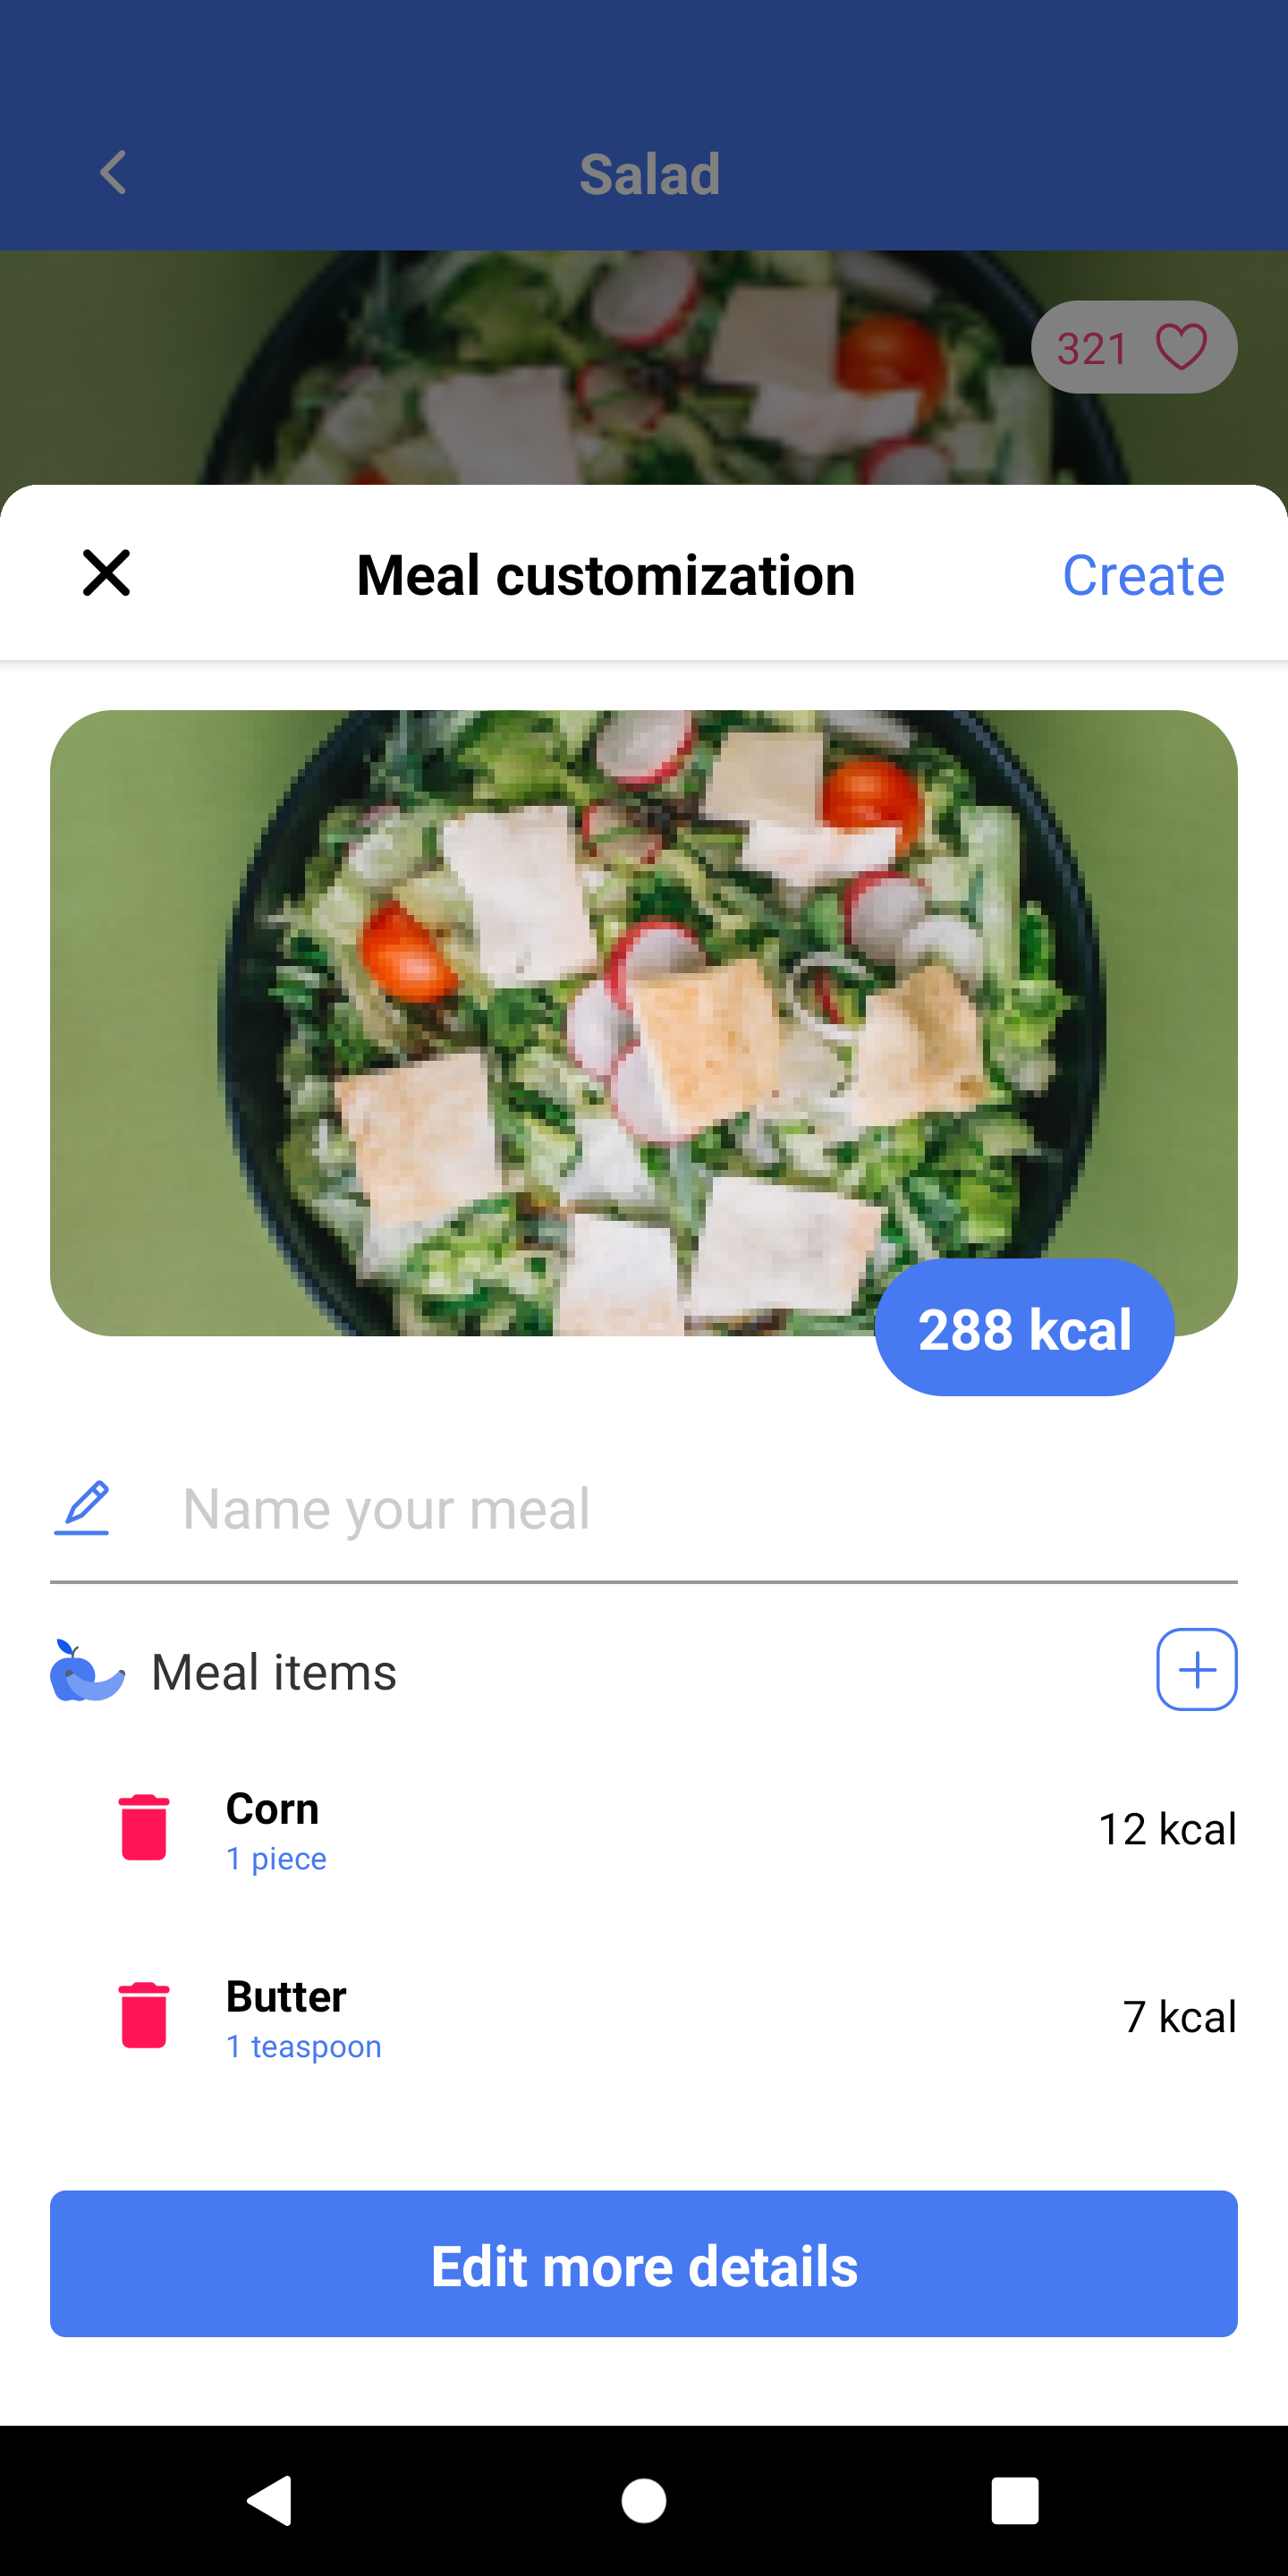 Salad
321
Meal customization
Create
288 kcal
Name your meal
Meal items
Corn
1 piece
12 kcal
Butter
1 teaspoon
7 kcal
Edit more details